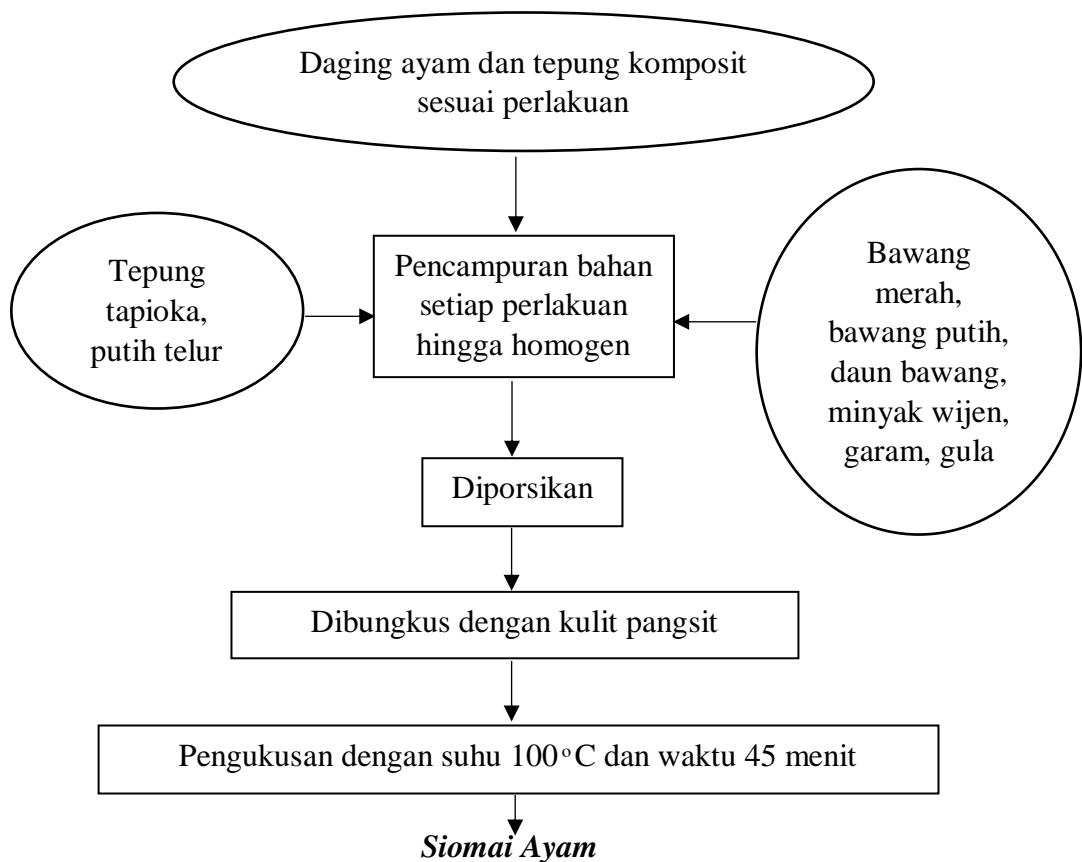 Daging ayam dan tepung komposit
sesuai perlakuan
Tepung
tapioka,
putih telur
Pencampuran bahan
setiap perlakuan
hingga homogen
Bawang
merah,
bawang putih,
daun bawang,
minyak wijen,
garam, gula
Diporsikan
Dibungkus dengan kulit pangsit
Pengukusan dengan suhu 100°C dan waktu 45 menit
Siomai Ayam